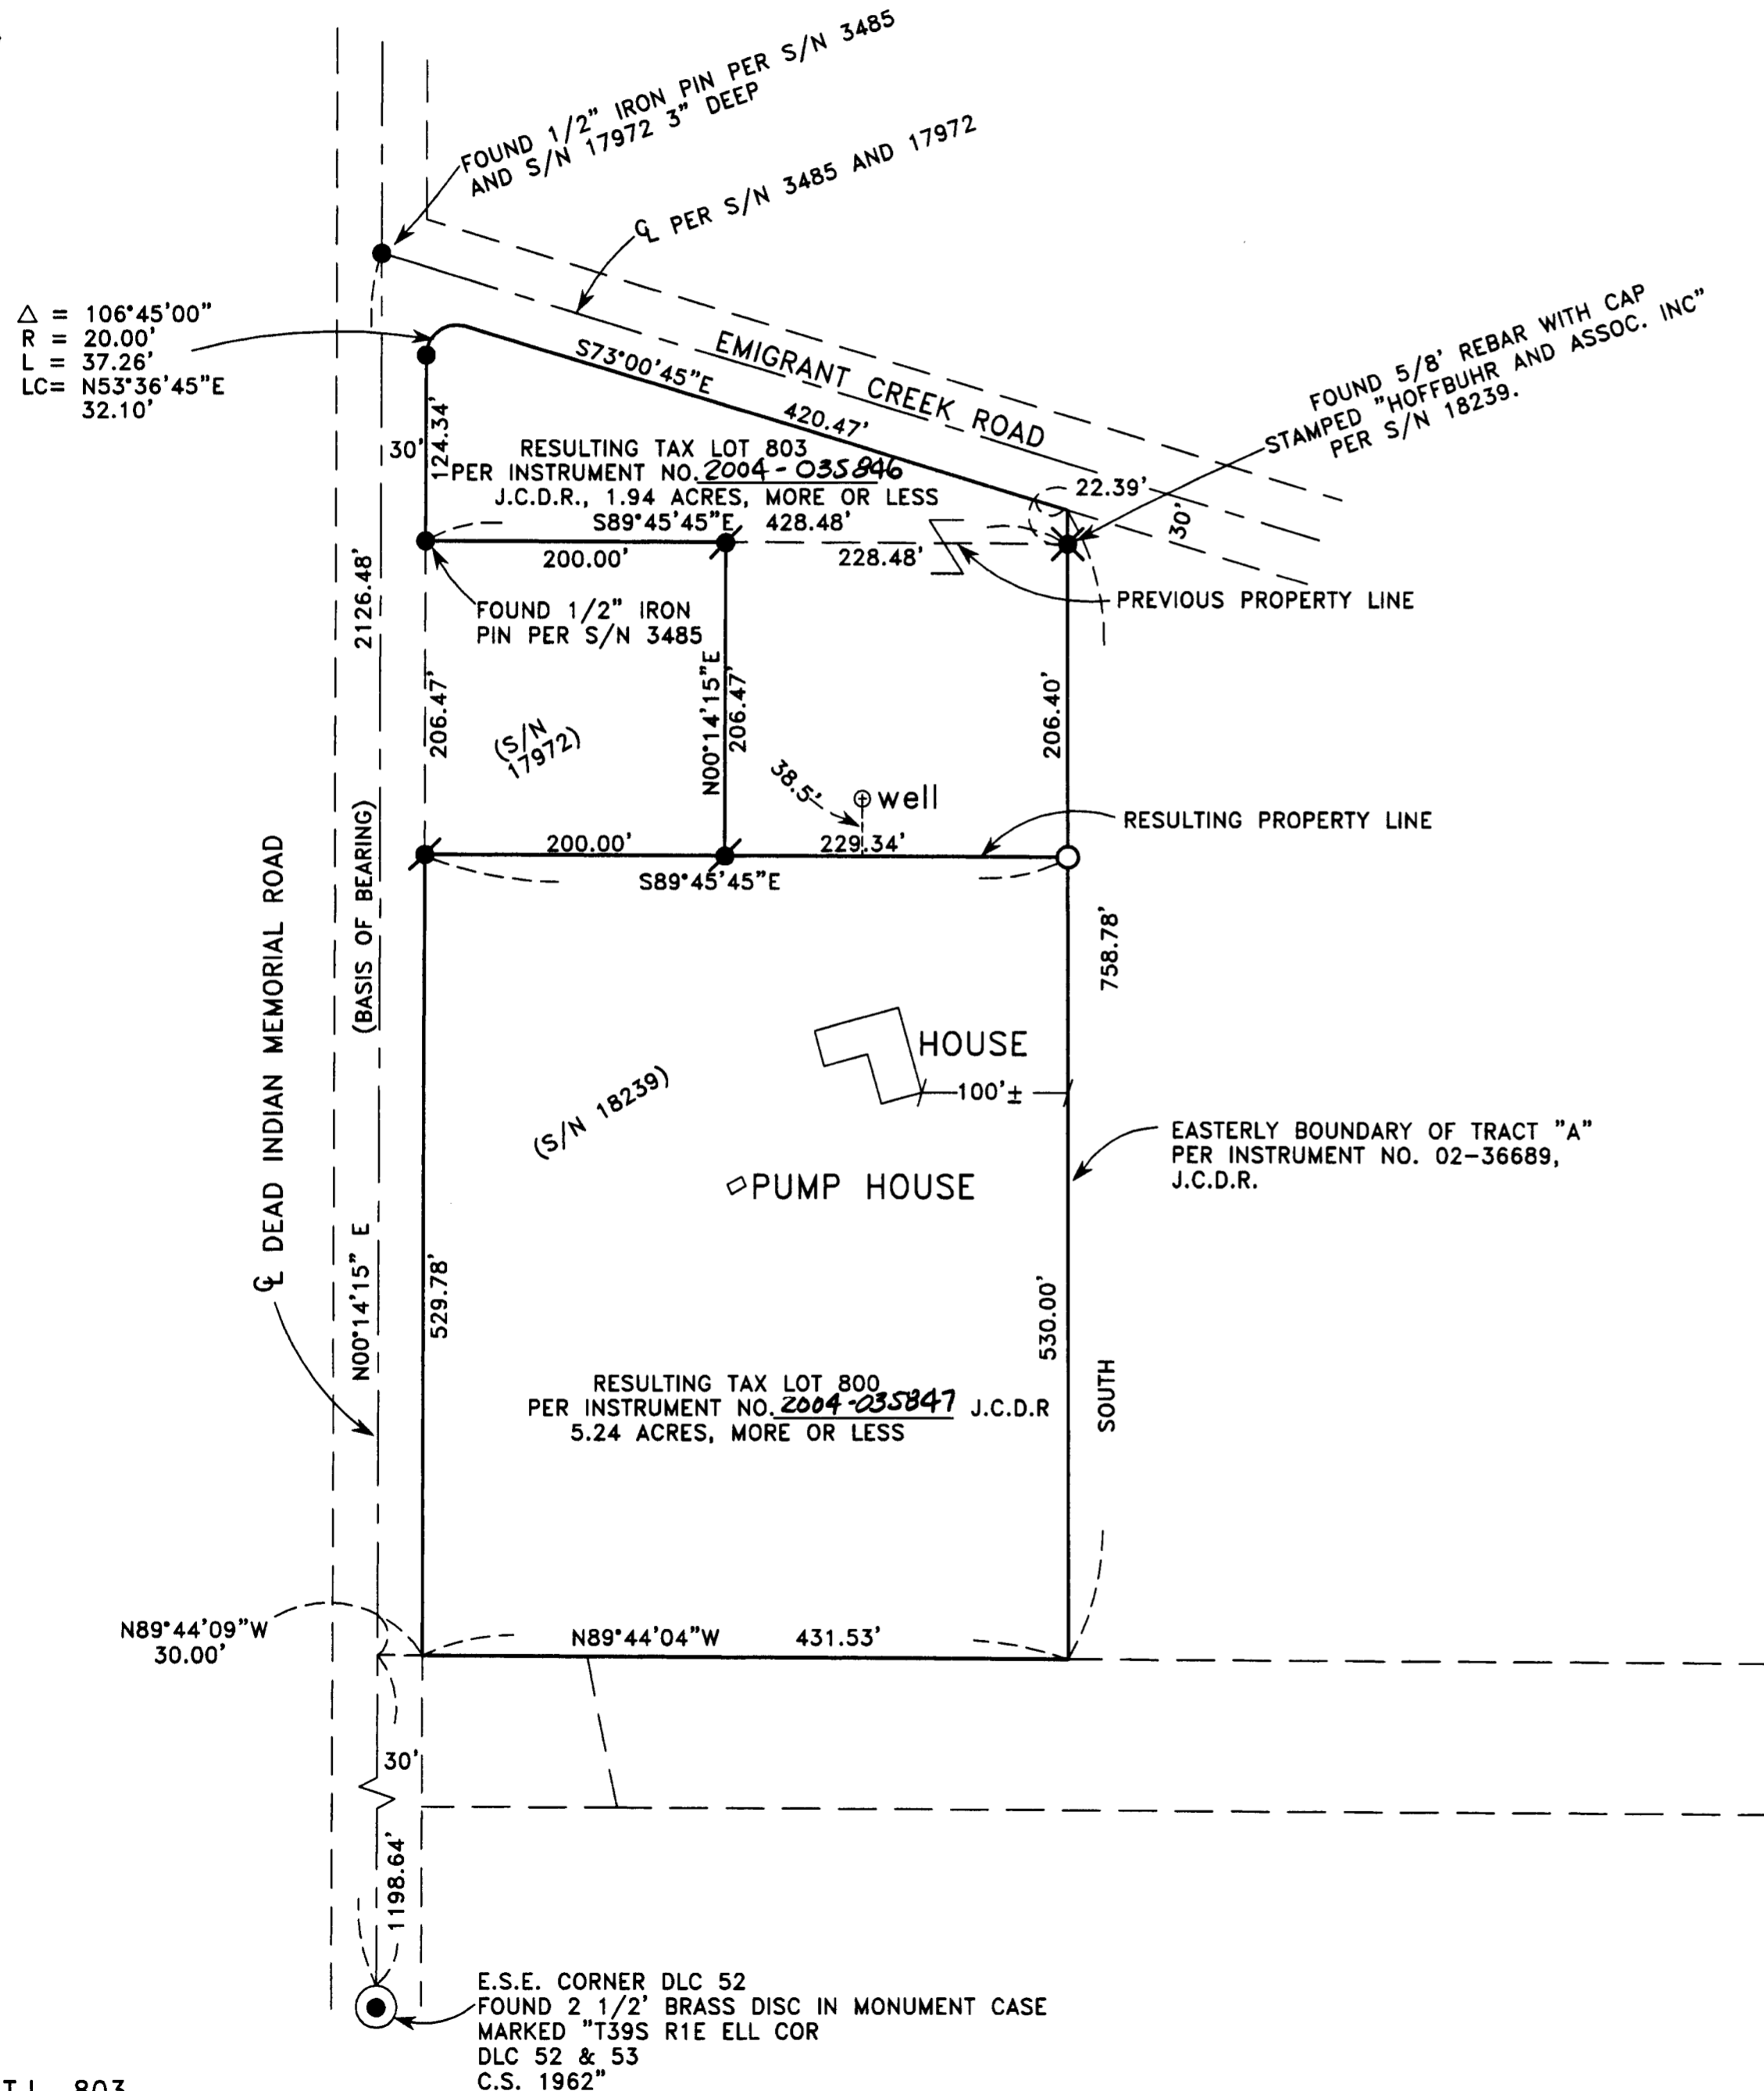 FOUND 1/2" IRON PIN PER S/N 3485
AND S/N 17972 3" DEEP
℄ PER S/N 3485 AND 17972
△ = 106°45'00"
R = 20.00'
L = 37.26'
LC= N53°36'45"E
32.10'
FOUND 5/8' REBAR WITH CAP
STAMPED "HOFFBUHR AND ASSOC. INC"
PER S/N 18239.
EMIGRANT CREEK ROAD
S73°00'45"E
420.47'
30'
124.34'
RESULTING TAX LOT 803
PER INSTRUMENT NO. 2004-035846
J.C.D.R., 1.94 ACRES, MORE OR LESS
22.39'
30'
S89°45'45"E 428.48'
200.00'
228.48'
PREVIOUS PROPERTY LINE
FOUND 1/2" IRON
PIN PER S/N 3485
2126.48'
206.47'
(S/N
17972)
N00°14'15"E
206.47'
206.40'
38.5'
well
RESULTING PROPERTY LINE
200.00'
229.34'
S89°45'45"E
(BASIS OF BEARING)
℄ DEAD INDIAN MEMORIAL ROAD
758.78'
HOUSE
100'±
(S/N 18239)
EASTERLY BOUNDARY OF TRACT "A"
PER INSTRUMENT NO. 02-36689,
J.C.D.R.
PUMP HOUSE
N00°14'15" E
529.78'
530.00'
SOUTH
RESULTING TAX LOT 800
PER INSTRUMENT NO. 2004-035847 J.C.D.R
5.24 ACRES, MORE OR LESS
N89°44'09"W
30.00'
N89°44'04"W 431.53'
30'
1198.64'
E.S.E. CORNER DLC 52
FOUND 2 1/2' BRASS DISC IN MONUMENT CASE
MARKED "T39S R1E ELL COR
DLC 52 & 53
C.S. 1962"